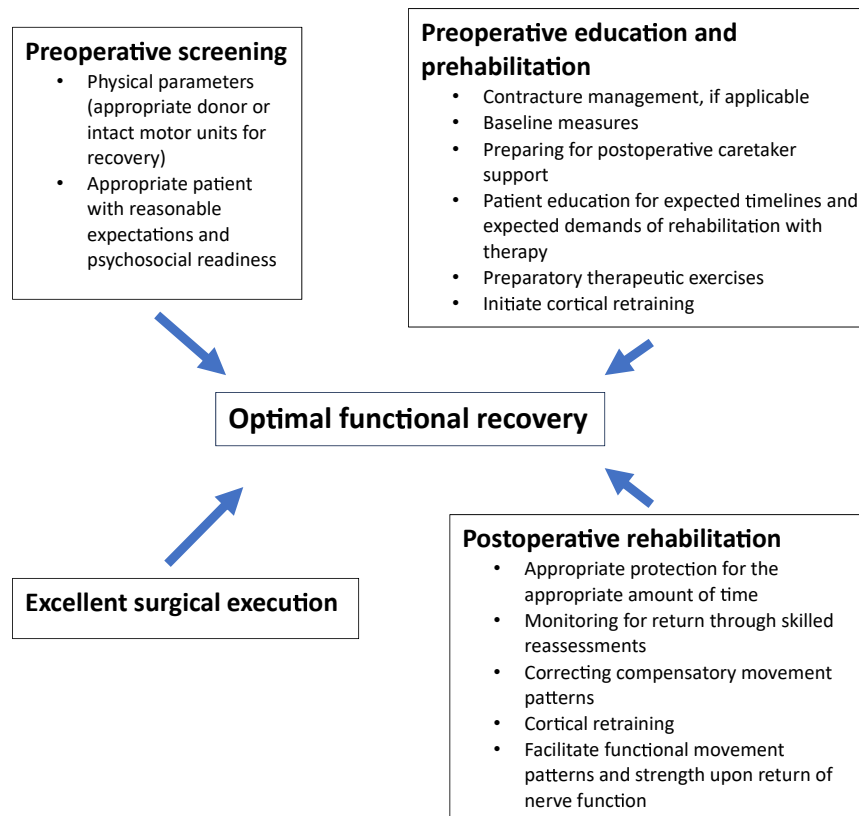 Preoperative screening
• Physical parameters
(appropriate donor or
intact motor units for
recovery)
• Appropriate patient
with reasonable
expectations and
psychosocial readiness
Preoperative education and
prehabilitation
• Contracture management, if applicable
• Baseline measures
• Preparing for postoperative caretaker
support
• Patient education for expected timelines and
expected demands of rehabilitation with
therapy
• Preparatory therapeutic exercises
• Initiate cortical retraining
Optimal functional recovery
Excellent surgical execution
Postoperative rehabilitation
• Appropriate protection for the
appropriate amount of time
• Monitoring for return through skilled
reassessments
• Correcting compensatory movement
patterns
• Cortical retraining
• Facilitate functional movement
patterns and strength upon return of
nerve function